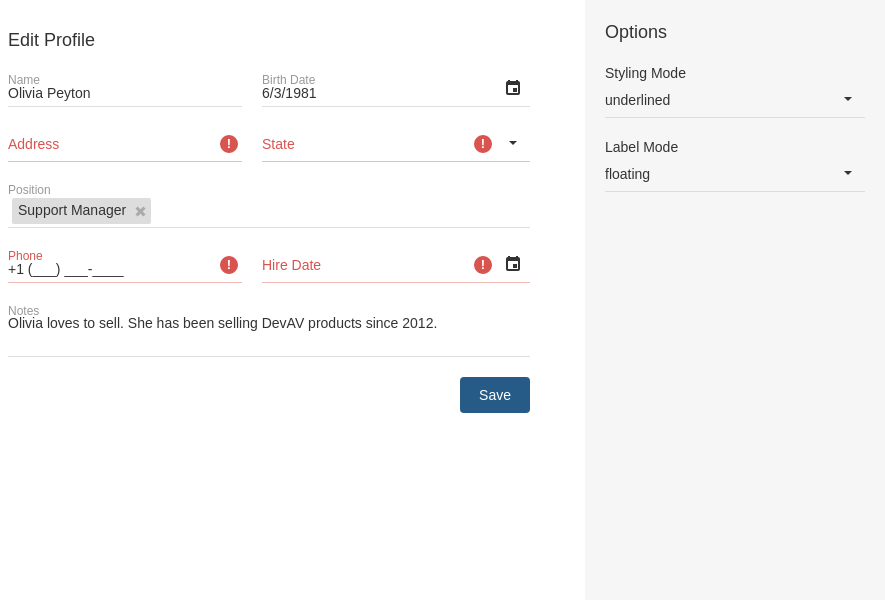 Edit Profile
Name
Olivia Peyton
Birth Date
6/3/1981
Address
!
State
!
Position
Support Manager
Phone
+1 (___) ___-____
!
Hire Date
!
Notes
Olivia loves to sell. She has been selling DevAV products since 2012.
Save
Options
Styling Mode
underlined
Label Mode
floating